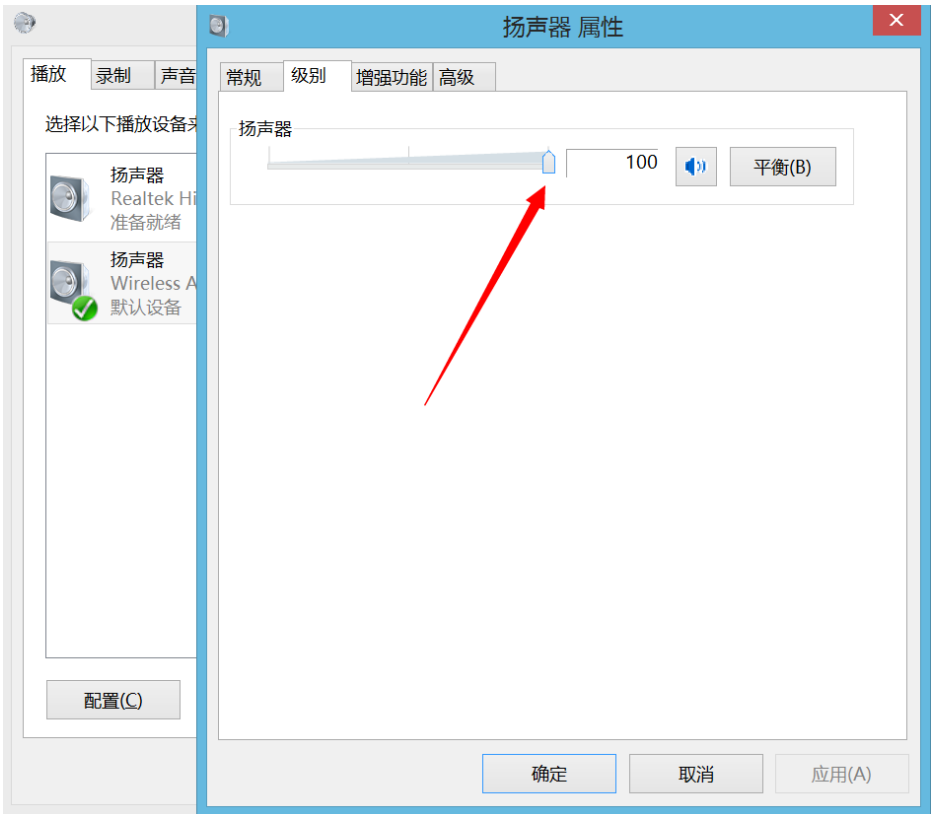 扬声器 属性
播放
录制
声音
选择以下播放设备来
扬声器
Realtek Hi
准备就绪
扬声器
Wireless A
默认设备
配置(C)
常规
级别
增强功能
高级
扬声器
100
平衡(B)
确定
取消
应用(A)